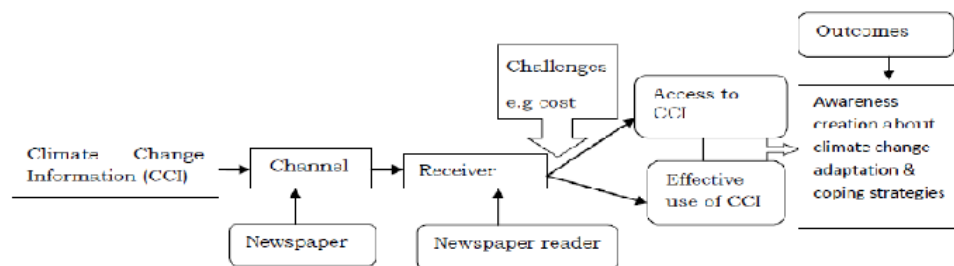 Outcomes
Challenges
e.g cost
Access to
CCI
Awareness
creation about
climate change
adaptation &
coping strategies
Climate Change
Information (CCI)
Channel
Receiver
Effective
use of CCI
Newspaper
Newspaper reader